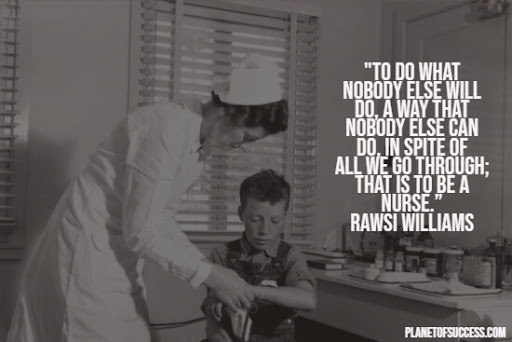 "TO DO WHAT
NOBODY ELSE WILL
DO, A WAY THAT
NOBODY ELSE CAN
DO, IN SPITE OF
ALL WE GO THROUGH;
THAT IS TO BE A
NURSE.”
RAWSI WILLIAMS
PLANETOFSUCCESS.COM